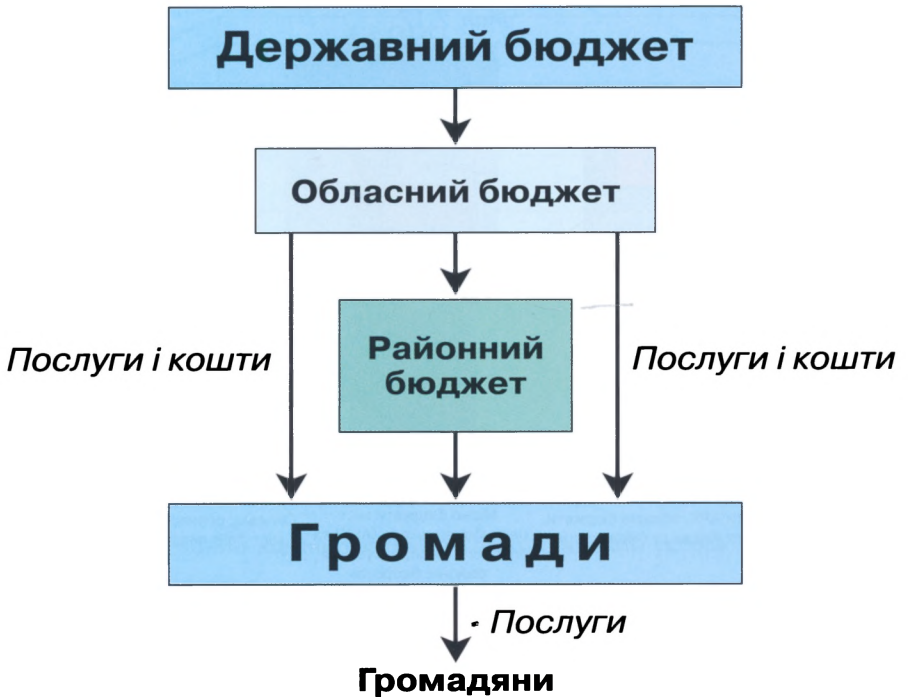 Державний бюджет
Обласний бюджет
Районний
бюджет
Послуги і кошти
Послуги і кошти
Громади
Послуги
Громадяни